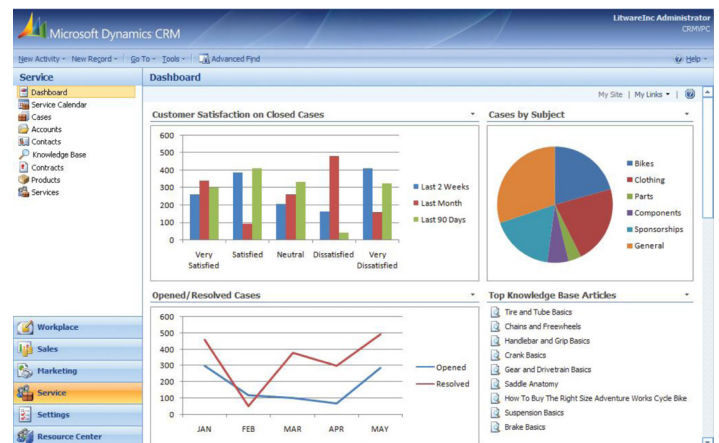 Microsoft Dynamics CRM
LitwareInc Administrator
CRMVPC
New Activity New Record Go To Tools Advanced Find Help
Service
Dashboard
Service Calendar
Cases
Accounts
Contacts
Knowledge Base
Contracts
Products
Services
Workplace
Sales
Marketing
Service
Settings
Resource Center
Dashboard
My Site | My Links |
Customer Satisfaction on Closed Cases
600
500
400
300
200
100
0
Very Satisfied
Satisfied
Neutral
Dissatisfied
Very Dissatisfied
Last 2 Weeks
Last Month
Last 90 Days
Cases by Subject
Bikes
Clothing
Parts
Components
Sponsorships
General
Opened/Resolved Cases
600
500
400
300
200
100
0
JAN FEB MAR APR MAY
Opened
Resolved
Top Knowledge Base Articles
Tire and Tube Basics
Chains and Freewheels
Handlebar and Grip Basics
Crank Basics
Gear and Drivetrain Basics
Saddle Anatomy
How To Buy The Right Size Adventure Works Cycle Bike
Suspension Basics
Brake Basics